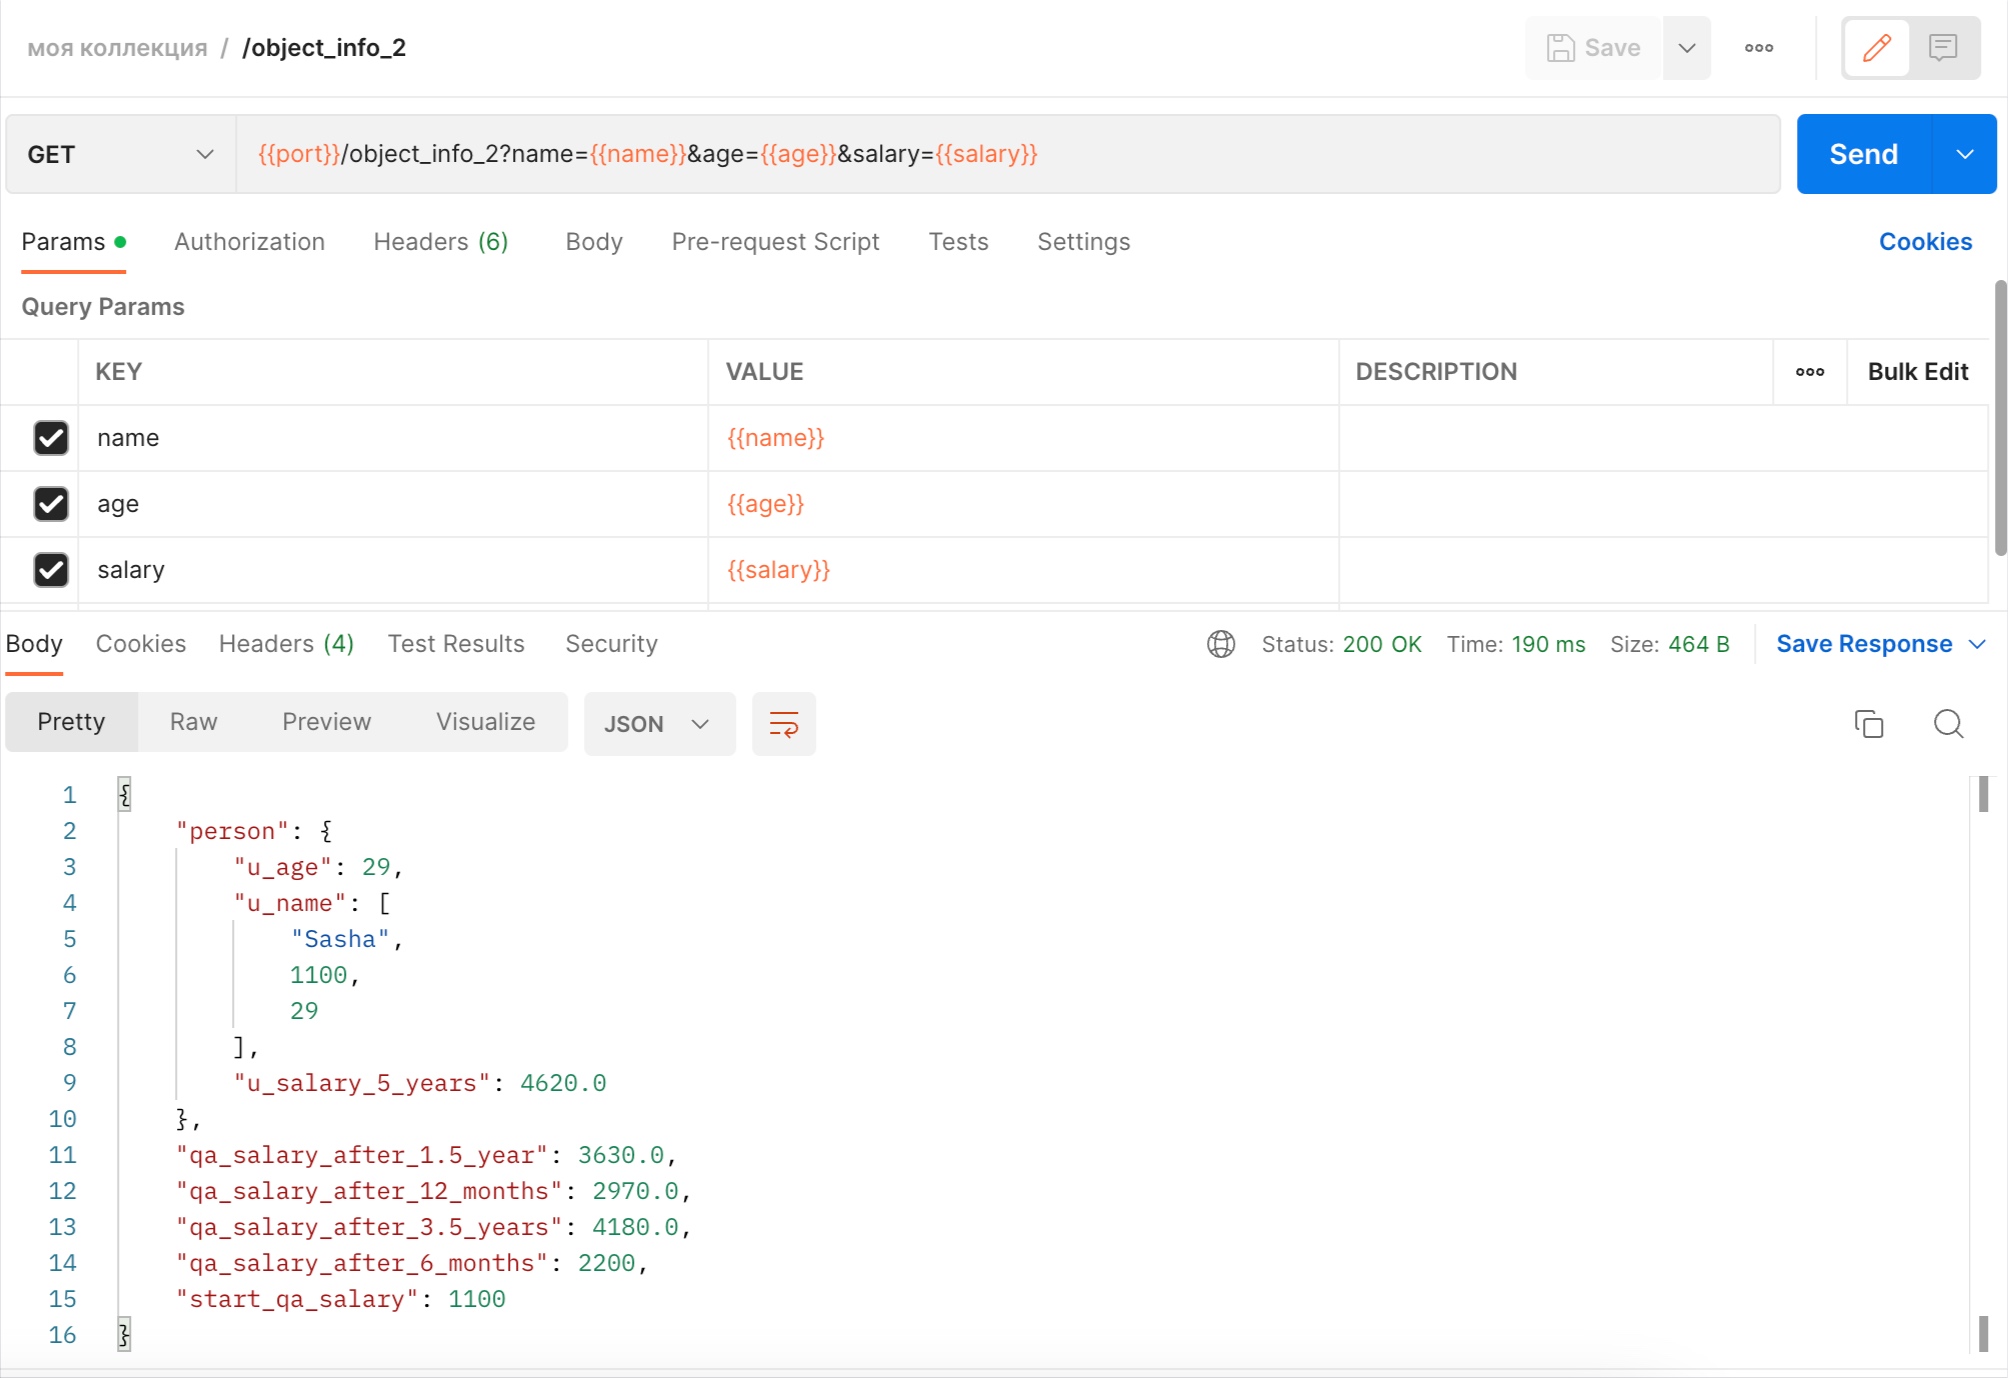 моя коллекция / /object_info_2
Save
GET {{port}}/object_info_2?name={{name}}&age={{age}}&salary={{salary}} Send
Params Authorization Headers (6) Body Pre-request Script Tests Settings Cookies
Query Params
KEY VALUE DESCRIPTION Bulk Edit
name {{name}}
age {{age}}
salary {{salary}}
Body Cookies Headers (4) Test Results Security Status: 200 OK Time: 190 ms Size: 464 B Save Response
Pretty Raw Preview Visualize JSON
1 {
2 "person": {
3 "u_age": 29,
4 "u_name": [
5 "Sasha",
6 1100,
7 29
8 ],
9 "u_salary_5_years": 4620.0
10 },
11 "qa_salary_after_1.5_year": 3630.0,
12 "qa_salary_after_12_months": 2970.0,
13 "qa_salary_after_3.5_years": 4180.0,
14 "qa_salary_after_6_months": 2200,
15 "start_qa_salary": 1100
16 }